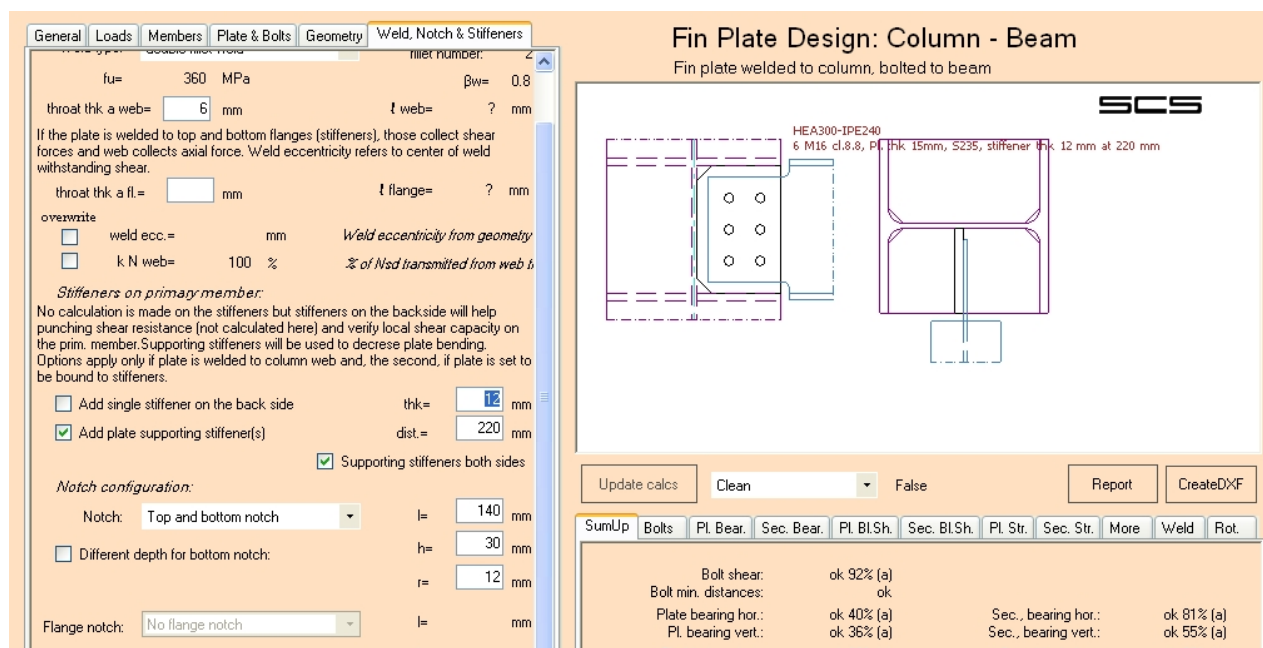 General Loads Members Plate & Bolts Geometry Weld, Notch & Stiffeners
fillet number: 2
fu= 360 MPa βw= 0.8
throat thk a web= 6 mm ℓ web= ? mm
If the plate is welded to top and bottom flanges (stiffeners), those collect shear
forces and web collects axial force. Weld eccentricity refers to center of weld
withstanding shear.
throat thk a fl.= mm ℓ flange= ? mm
overwrite
weld ecc.= mm Weld eccentricity from geometry
k N web= 100 % % of Nsd transmitted from web
Stiffeners on primary member:
No calculation is made on the stiffeners but stiffeners on the backside will help
punching shear resistance (not calculated here) and verify local shear capacity on
the prim. member.Supporting stiffeners will be used to decrese plate bending.
Options apply only if plate is welded to column web and, the second, if plate is set to
be bound to stiffeners.
Add single stiffener on the back side thk= 12 mm
Add plate supporting stiffener(s) dist.= 220 mm
Supporting stiffeners both sides
Notch configuration:
Notch: Top and bottom notch l= 140 mm
Different depth for bottom notch: h= 30 mm
r= 12 mm
Flange notch: No flange notch l= mm
Fin Plate Design: Column - Beam
Fin plate welded to column, bolted to beam
SCS
HEA300-IPE240
6 M16 cl.8.8, Pl. thk 15mm, S235, stiffener thk 12 mm at 220 mm
Update calcs Clean False Report CreateDXF
SumUp Bolts Pl. Bear. Sec. Bear. Pl. Bl.Sh. Sec. Bl.Sh. Pl. Str. Sec. Str. More Weld Rot.
Bolt shear: ok 92% (a)
Bolt min. distances: ok
Plate bearing hor.: ok 40% (a) Sec., bearing hor.: ok 81% (a)
Pl. bearing vert.: ok 36% (a) Sec., bearing vert.: ok 55% (a)